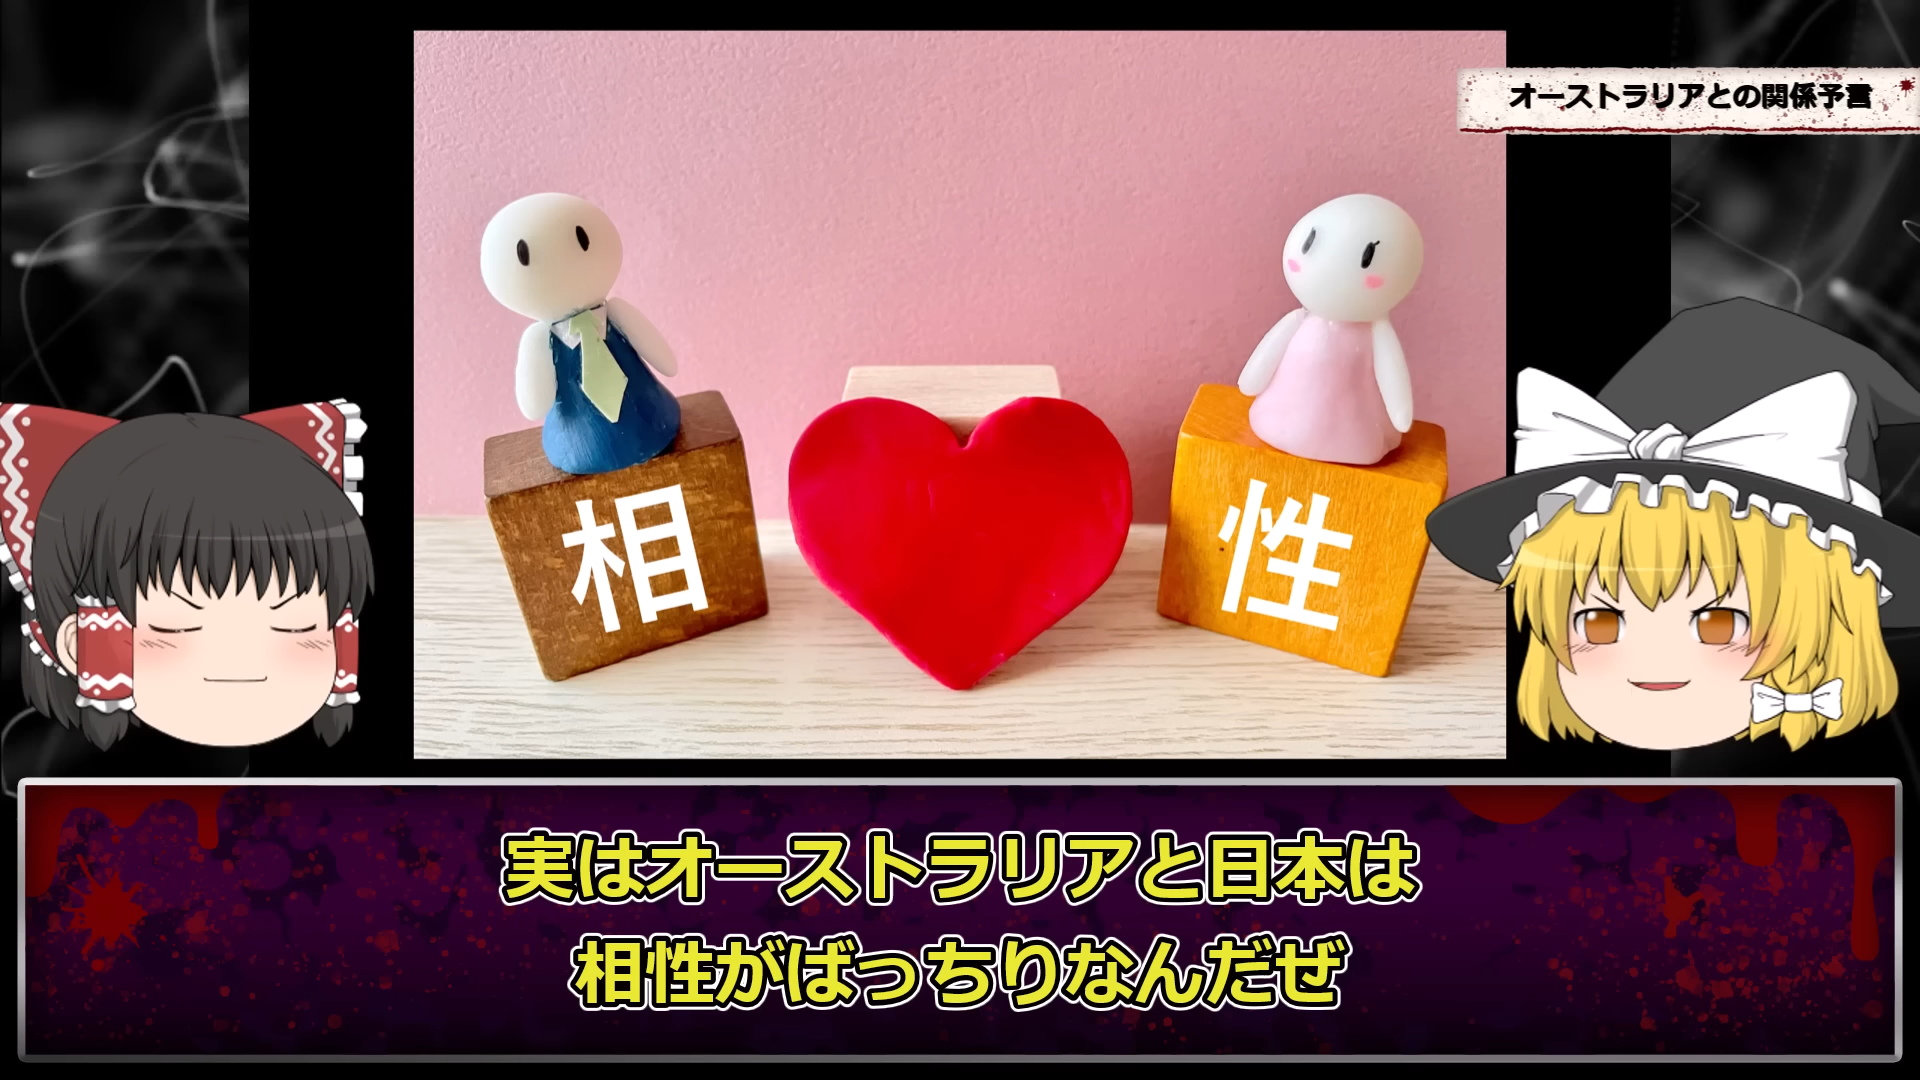 オーストラリアとの関係予言
相 性
実はオーストラリアと日本は
相性がばっちりなんだぜ